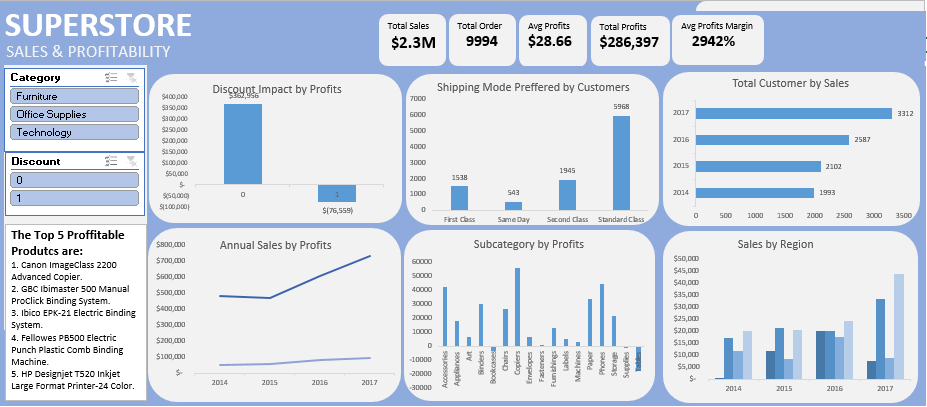 SUPERSTORE
SALES & PROFITABILITY
Total Sales
$2.3M
Total Order
9994
Avg Profits
$28.66
Total Profits
$286,397
Avg Profits Margin
2942%
Category
Furniture
Office Supplies
Technology
Discount
0
1
The Top 5 Proffitable
Produtcs are:
1. Canon ImageClass 2200
Advanced Copier.
2. GBC Ibimaster 500 Manual
ProClick Binding System.
3. Ibico EPK-21 Electric Binding
System.
4. Fellowes PB500 Electric
Punch Plastic Comb Binding
Machine.
5. HP Designjet T520 Inkjet
Large Format Printer-24 Color.
Discount Impact by Profits
$400,000
$350,000
$300,000
$250,000
$200,000
$150,000
$100,000
$50,000
$-
$(50,000)
$(100,000)
$362,956
0
1
$(76,559)
Shipping Mode Preffered by Customers
7000
6000
5000
4000
3000
2000
1000
0
1538
543
1945
5968
First Class
Same Day
Second Class
Standard Class
Total Customer by Sales
2017
3312
2016
2587
2015
2102
2014
1993
0 500 1000 1500 2000 2500 3000 3500
Annual Sales by Profits
$800,000
$700,000
$600,000
$500,000
$400,000
$300,000
$200,000
$100,000
$-
2014 2015 2016 2017
Subcategory by Profits
60000
50000
40000
30000
20000
10000
0
-10000
-20000
-30000
Accessories
Appliances
Art
Binders
Bookcases
Chairs
Copiers
Envelopes
Fasteners
Furnishings
Labels
Machines
Paper
Phones
Storage
Supplies
Tables
Sales by Region
$50,000
$45,000
$40,000
$35,000
$30,000
$25,000
$20,000
$15,000
$10,000
$5,000
$-
2014 2015 2016 2017